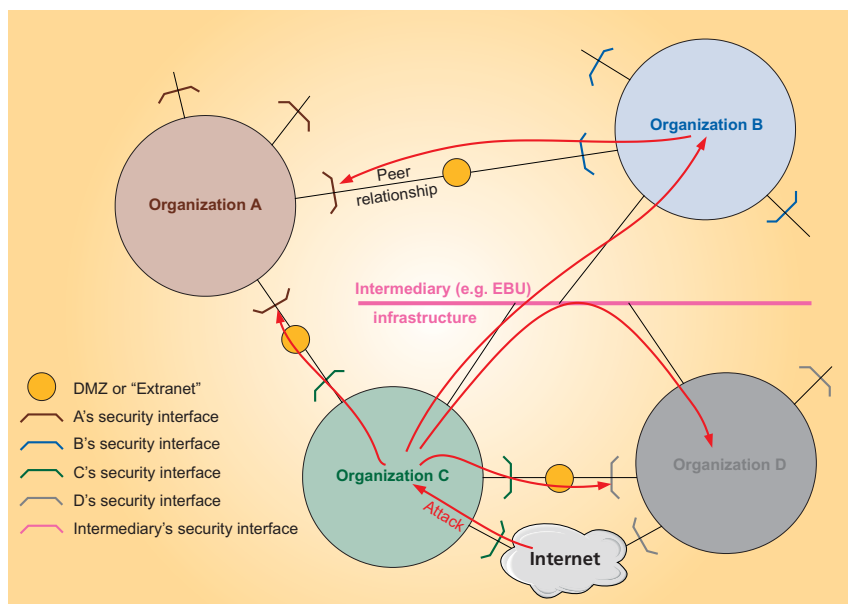 Organization B
Organization A
Peer
relationship
Intermediary (e.g. EBU)
infrastructure
DMZ or “Extranet”
A’s security interface
B’s security interface
C’s security interface
D’s security interface
Intermediary’s security interface
Organization C
Organization D
Attack
Internet